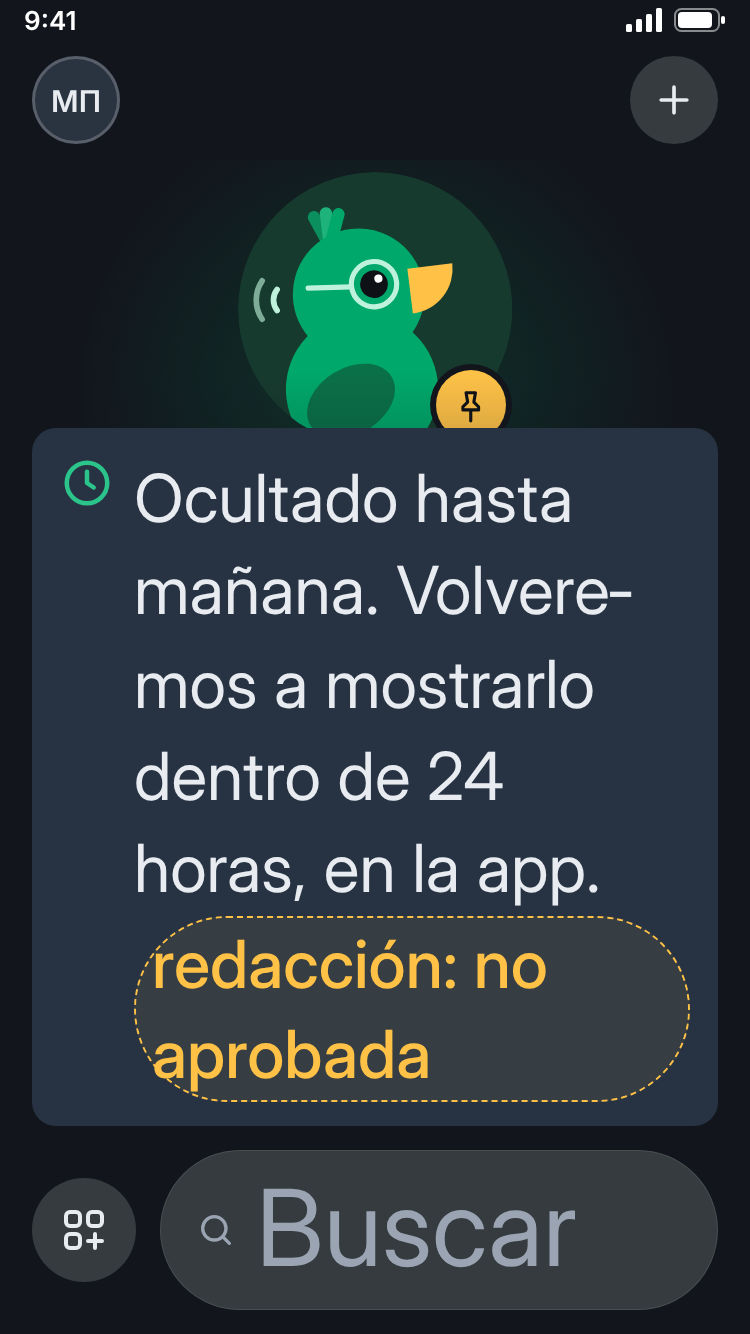 9:41
МП
Ocultado hasta
mañana. Volvere-
mos a mostrarlo
dentro de 24
horas, en la app.
redacción: no
aprobada
Buscar